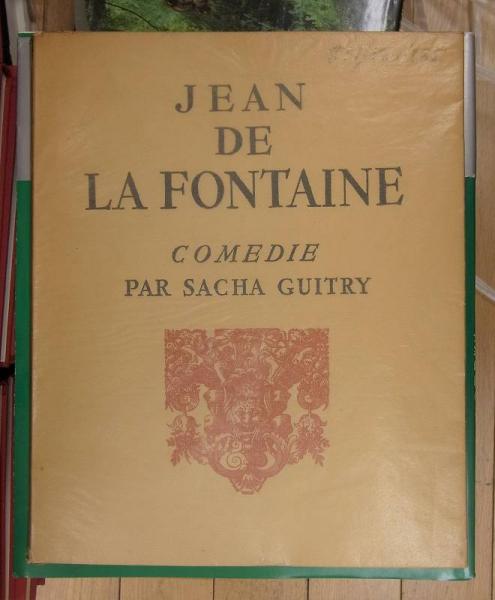 JEAN
DE
LA FONTAINE
COMEDIE
PAR SACHA GUITRY